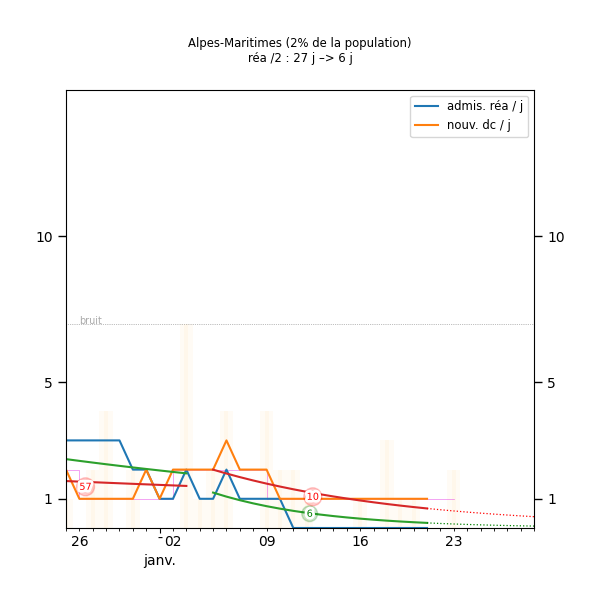 Alpes-Maritimes (2% de la population)
réa /2 : 27 j –> 6 j
admis. réa / j
nouv. dc / j
10
10
bruit
5
5
57
10
6
1
1
26
02
09
16
23
janv.